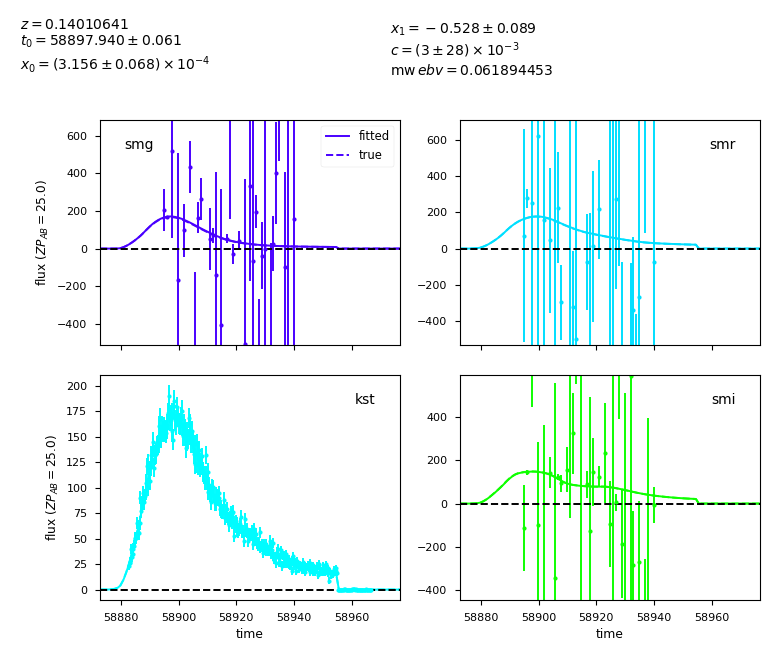 z = 0.14010641
t₀ = 58897.940 ± 0.061
x₀ = (3.156 ± 0.068) × 10⁻⁴
x₁ = −0.528 ± 0.089
c = (3 ± 28) × 10⁻³
mw ebv = 0.061894453
smg
fitted
true
600
400
200
0
−200
−400
flux (ZP_AB = 25.0)
smr
600
400
200
0
−200
−400
kst
200
175
150
125
100
75
50
25
0
flux (ZP_AB = 25.0)
58880 58900 58920 58940 58960
time
smi
400
200
0
−200
−400
58880 58900 58920 58940 58960
time